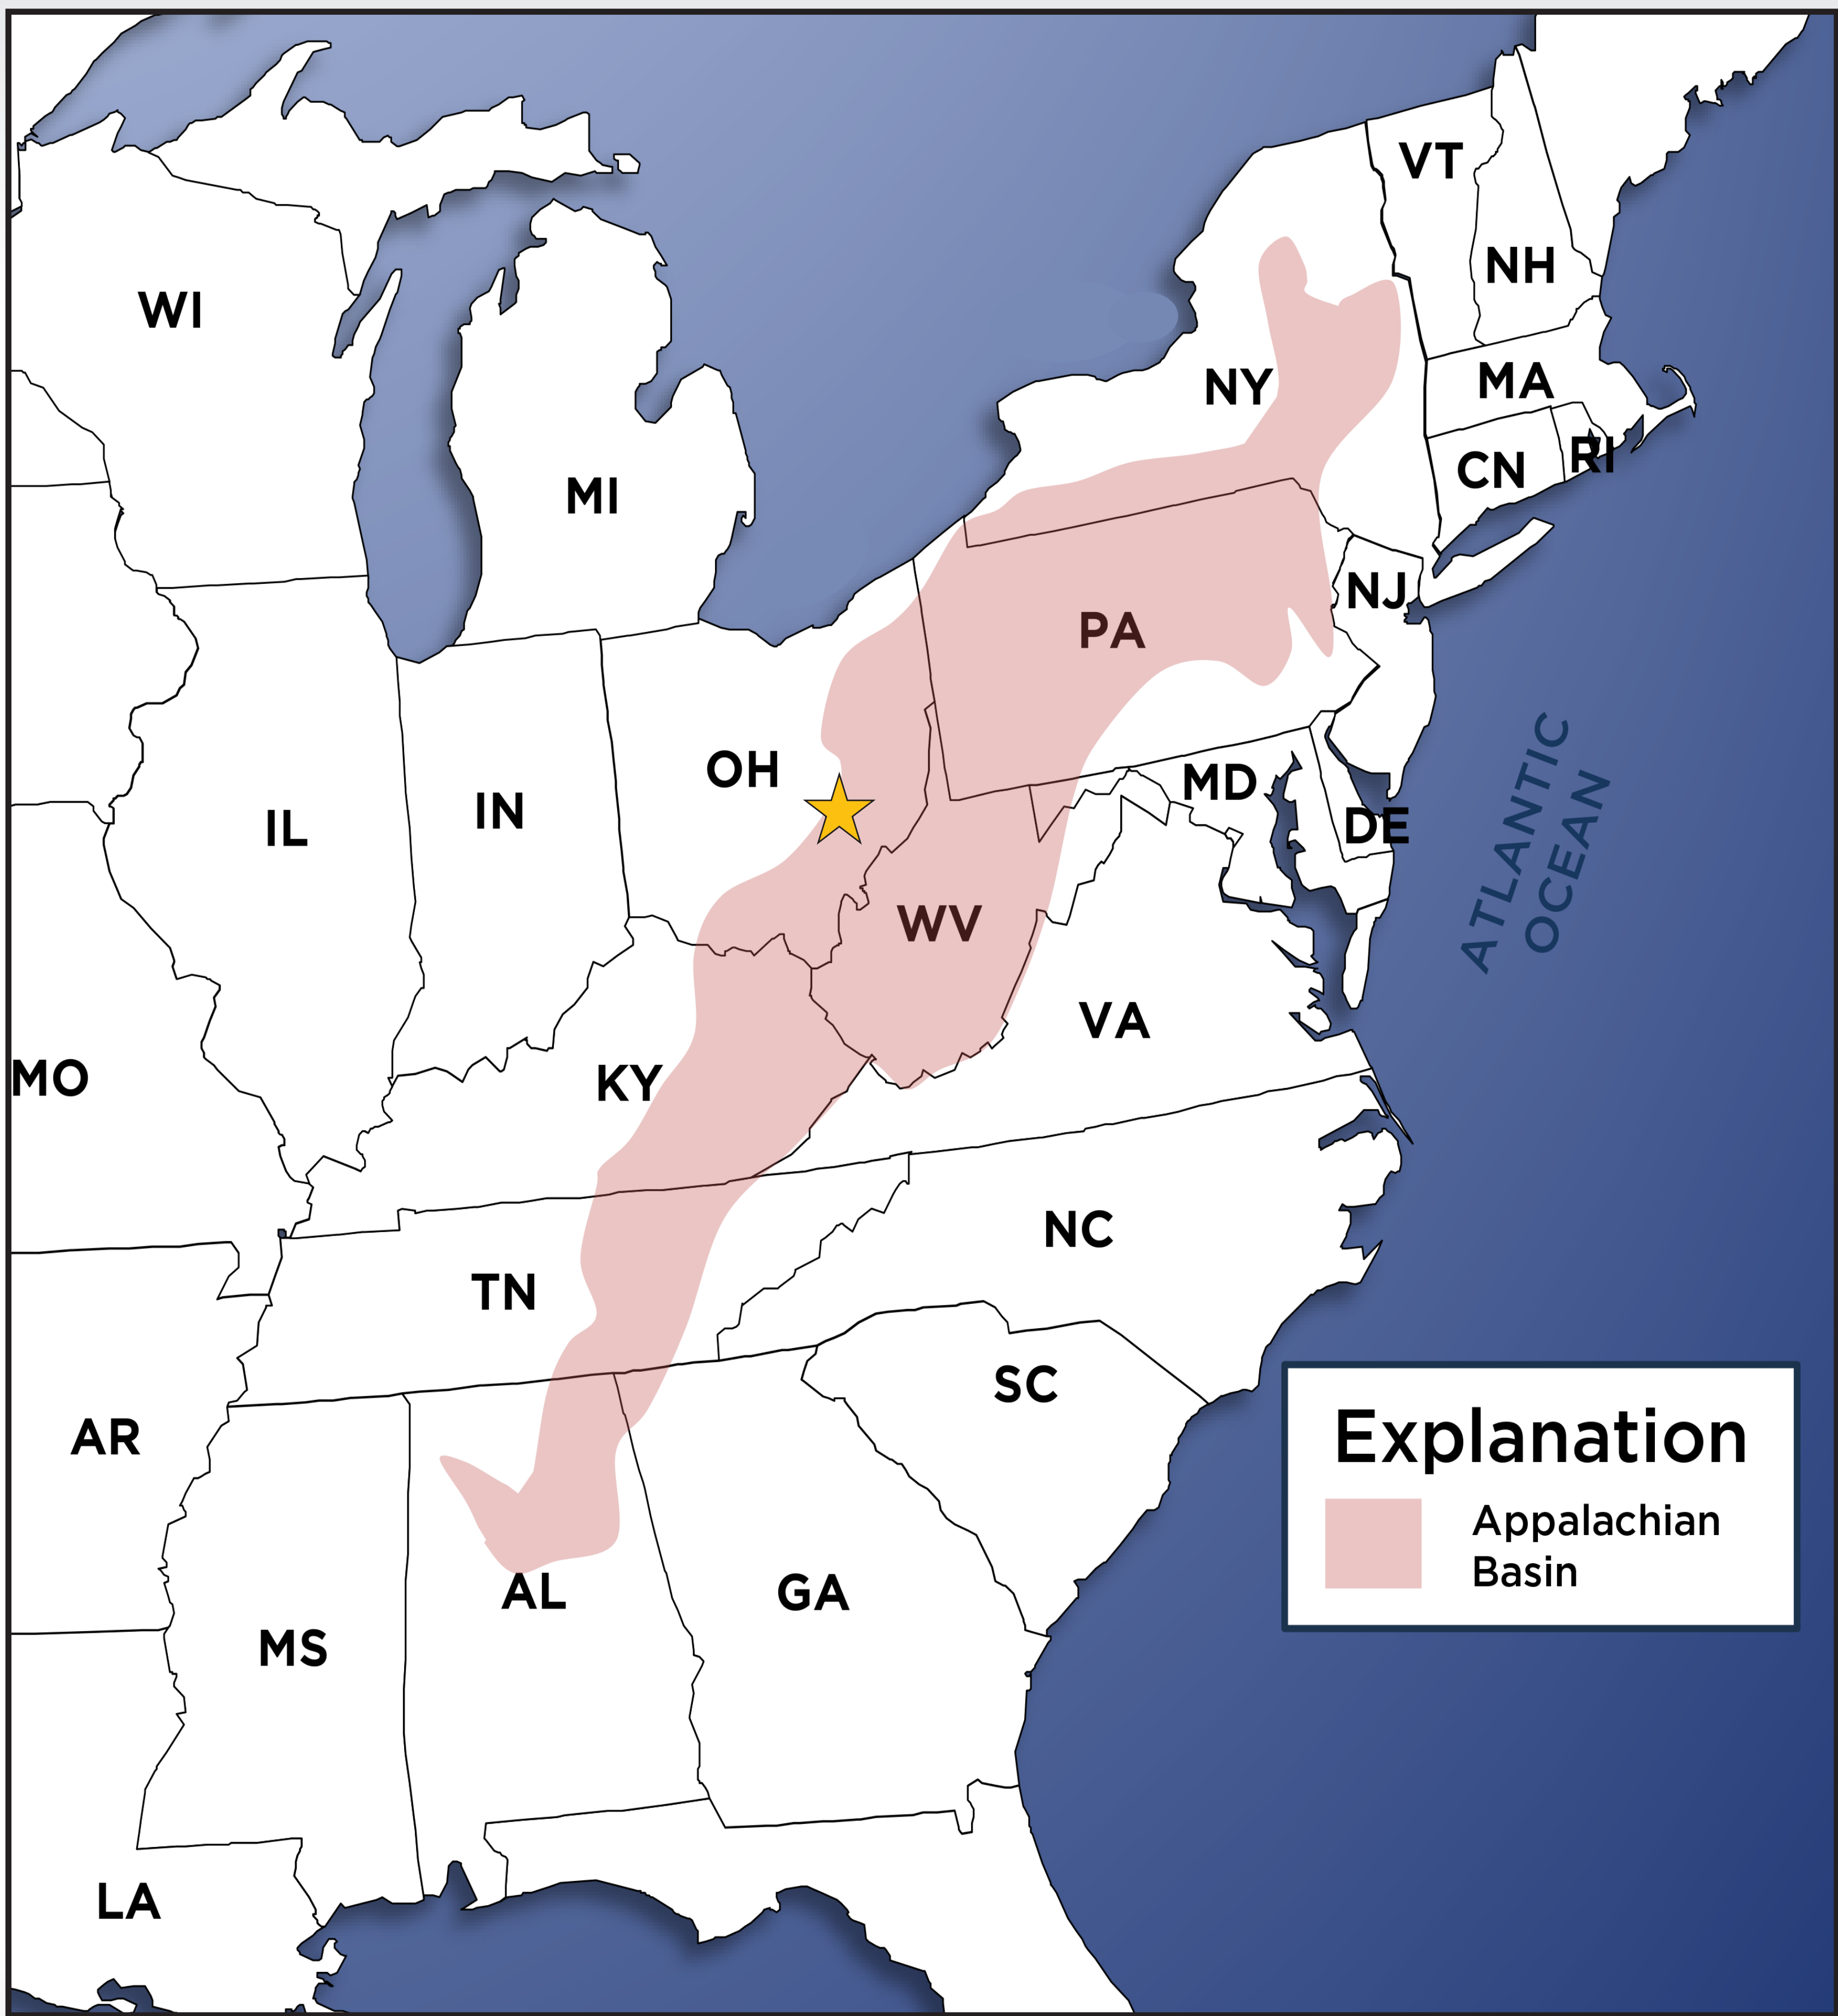 VT
NH
WI
NY
MA
RI
CN
MI
NJ
PA
OH
MD
IL
IN
DE
ATLANTIC
OCEAN
WV
VA
MO
KY
NC
TN
SC
AR
Explanation
Appalachian
Basin
AL
GA
MS
LA